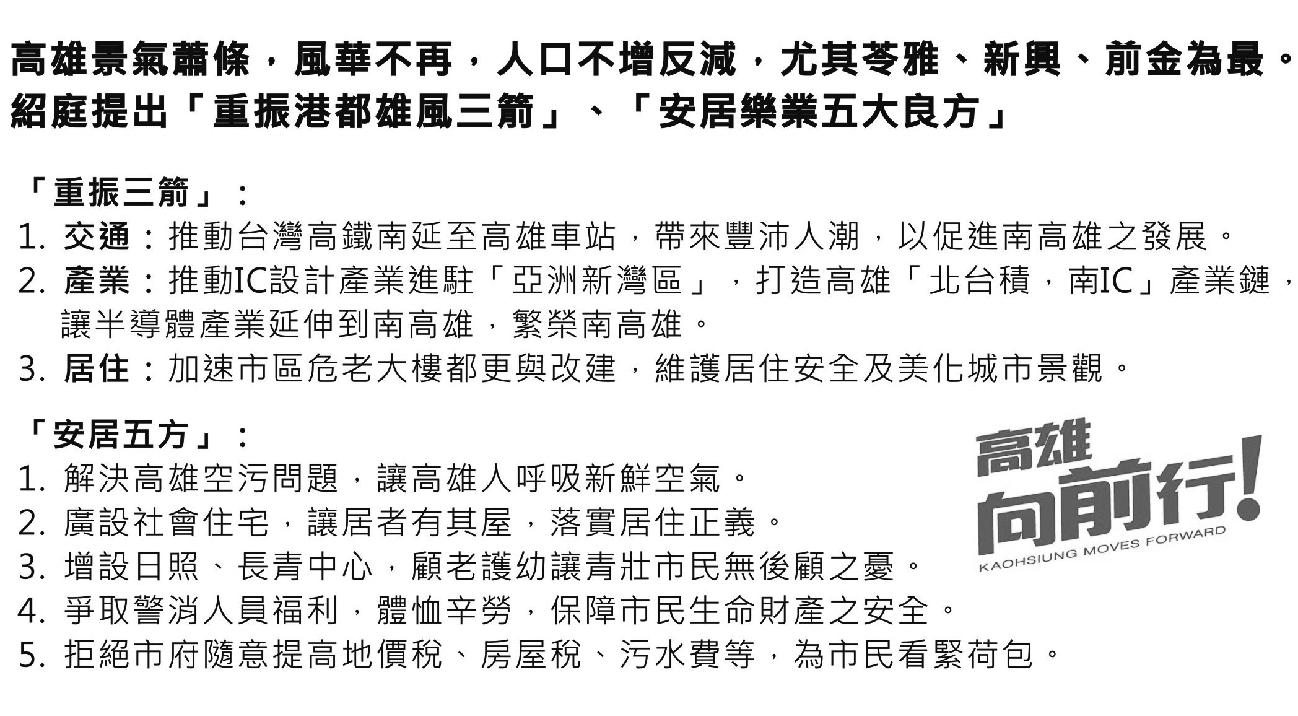 高雄景氣蕭條，風華不再，人口不增反減，尤其苓雅、新興、前金為最。
紹庭提出「重振港都雄風三箭」、「安居樂業五大良方」
「重振三箭」：
1. 交通：推動台灣高鐵南延至高雄車站，帶來豐沛人潮，以促進南高雄之發展。
2. 產業：推動IC設計產業進駐「亞洲新灣區」，打造高雄「北台積，南IC」產業鏈，
讓半導體產業延伸到南高雄，繁榮南高雄。
3. 居住：加速市區危老大樓都更與改建，維護居住安全及美化城市景觀。
「安居五方」：
1. 解決高雄空污問題，讓高雄人呼吸新鮮空氣。
2. 廣設社會住宅，讓居者有其屋，落實居住正義。
3. 增設日照、長青中心，顧老護幼讓青壯市民無後顧之憂。
4. 爭取警消人員福利，體恤辛勞，保障市民生命財產之安全。
5. 拒絕市府隨意提高地價稅、房屋稅、污水費等，為市民看緊荷包。
高雄
向前行!
KAOHSIUNG MOVES FORWARD